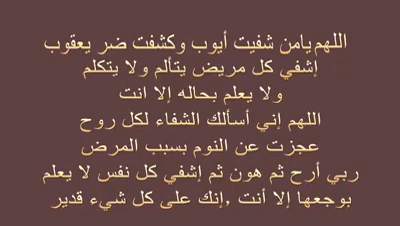 اللهم يامن شفيت أيوب وكشفت ضر يعقوب
إشفي كل مريض يتألم ولا يتكلم
ولا يعلم بحاله إلا انت
اللهم إني أسألك الشفاء لكل روح
عجزت عن النوم بسبب المرض
ربي أرح ثم هون ثم إشفي كل نفس لا يعلم
بوجعها إلا أنت ,إنك على كل شيء قدير